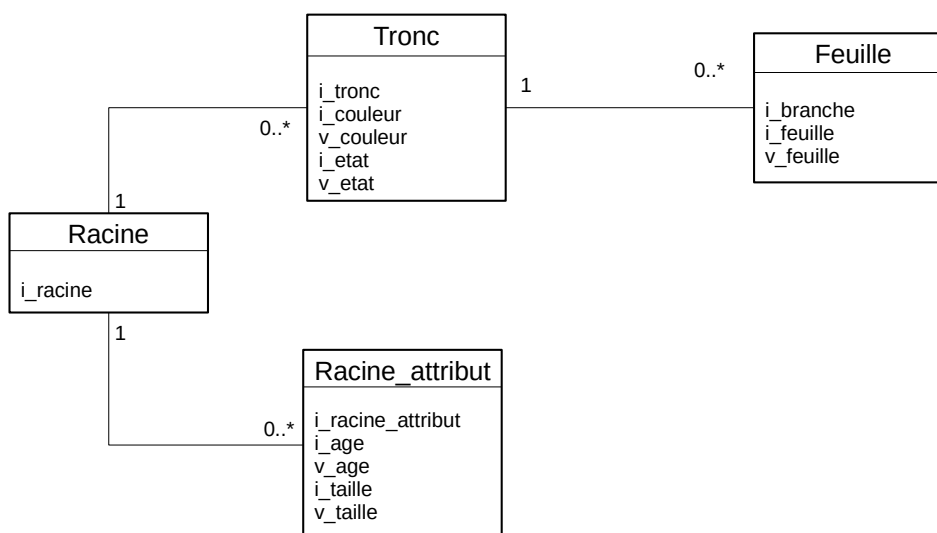 Tronc
i_tronc
i_couleur
v_couleur
i_etat
v_etat
Feuille
i_branche
i_feuille
v_feuille
1
0..*
0..*
1
Racine
i_racine
1
0..*
Racine_attribut
i_racine_attribut
i_age
v_age
i_taille
v_taille